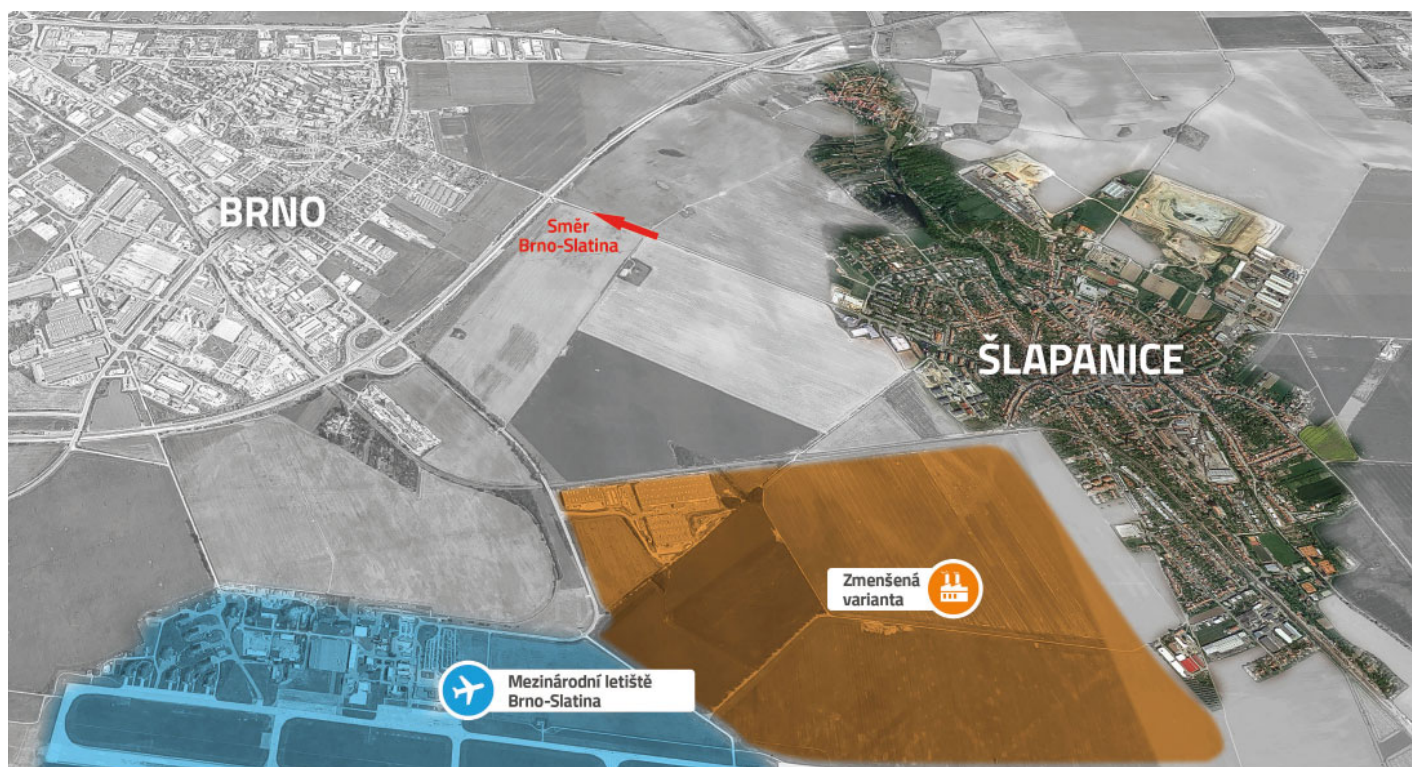 BRNO
Směr
Brno-Slatina
ŠLAPANICE
Zmenšená
varianta
Mezinárodní letiště
Brno-Slatina